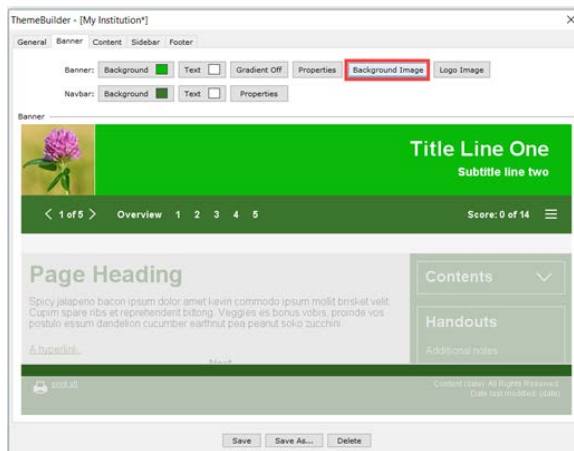 ThemeBuilder - [My Institution*]
General Banner Content Sidebar Footer
Banner: Background Text Gradient Off Properties Background Image Logo Image
Navbar: Background Text Properties
Banner
Title Line One
Subtitle line two
< 1 of 5 > Overview 1 2 3 4 5 Score: 0 of 14
Page Heading
Spicy jalapeno bacon ipsum dolor amet kevin commodo ipsum mollit brisket velit.
Cupim spare ribs et reprehenderit biltong. Veggies es bonus vobis, proinde vos
postulo essum dandelion cucumber earthnut pea peanut soko zucchini.
A hyperlink.
Next
Contents
Handouts
Additional notes
print all
Content (date). All Rights Reserved.
Date last modified: (date)
Save Save As... Delete